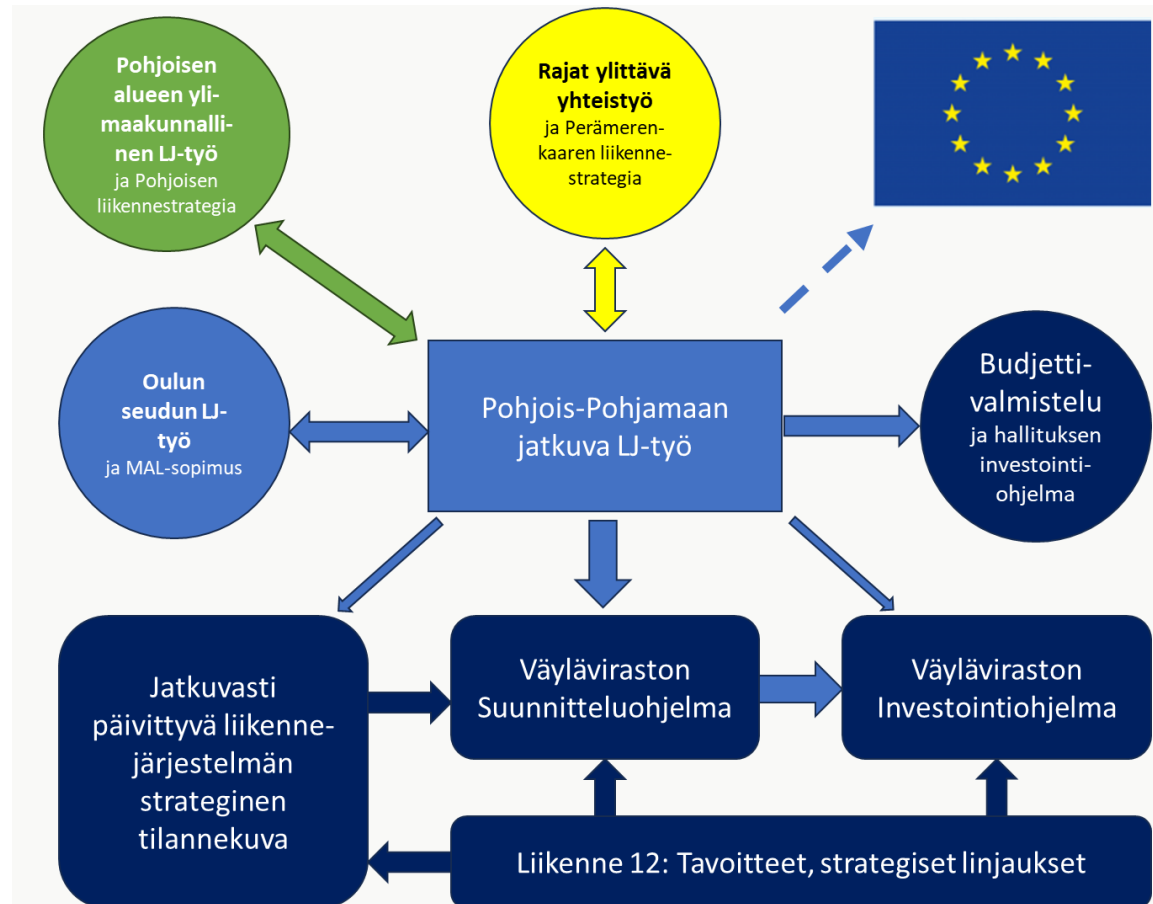 Pohjoisen
alueen yli-
maakunnalli-
nen LJ-työ
ja Pohjoisen
liikennestrategia
Rajat ylittävä
yhteistyö
ja Perämeren-
kaaren liikenne-
strategia
Oulun
seudun LJ-
työ
ja MAL-sopimus
Pohjois-Pohjamaan
jatkuva LJ-työ
Budjetti-
valmistelu
ja hallituksen
investointi-
ohjelma
Jatkuvasti
päivittyvä liikenne-
järjestelmän
strateginen
tilannekuva
Väyläviraston
Suunnitteluohjelma
Väyläviraston
Investointiohjelma
Liikenne 12: Tavoitteet, strategiset linjaukset